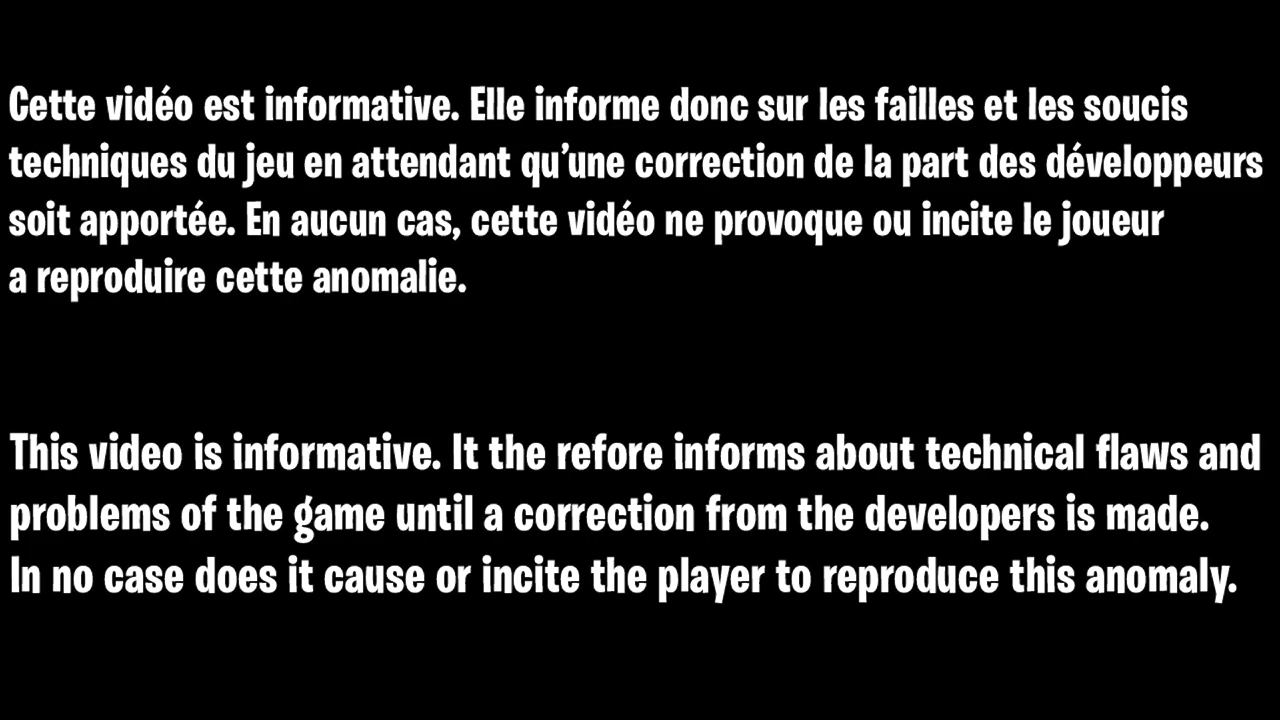 Cette vidéo est informative. Elle informe donc sur les failles et les soucis
techniques du jeu en attendant qu’une correction de la part des développeurs
soit apportée. En aucun cas, cette vidéo ne provoque ou incite le joueur
a reproduire cette anomalie.
This video is informative. It the refore informs about technical flaws and
problems of the game until a correction from the developers is made.
In no case does it cause or incite the player to reproduce this anomaly.